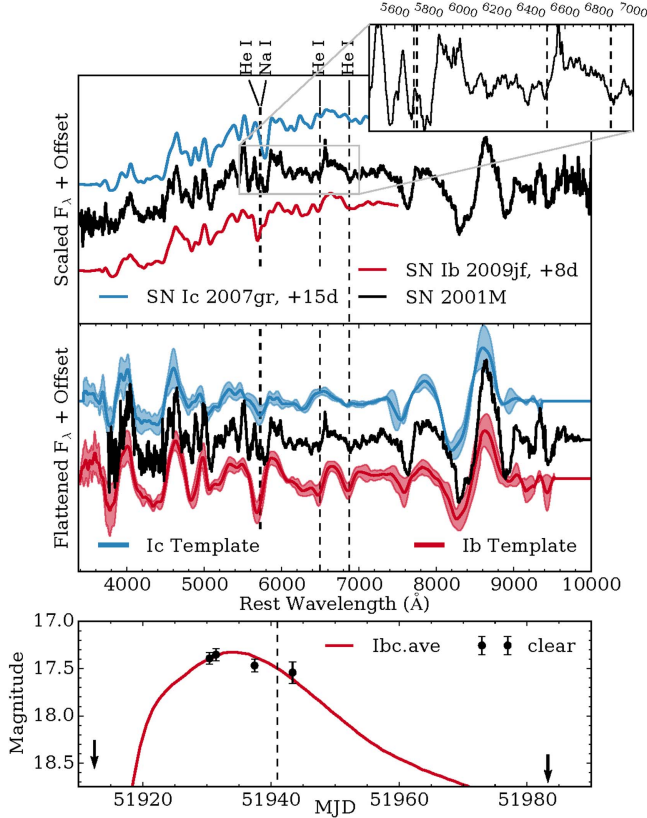 5600 5800 6000 6200 6400 6600 6800 7000
He I
Na I
He I
He I
Scaled Fλ + Offset
SN Ib 2009jf, +8d
SN Ic 2007gr, +15d
SN 2001M
Flattened Fλ + Offset
Ic Template
Ib Template
4000 5000 6000 7000 8000 9000 10000
Rest Wavelength (Å)
17.0
Ibc.ave
clear
17.5
Magnitude
18.0
18.5
51920 51940 51960 51980
MJD